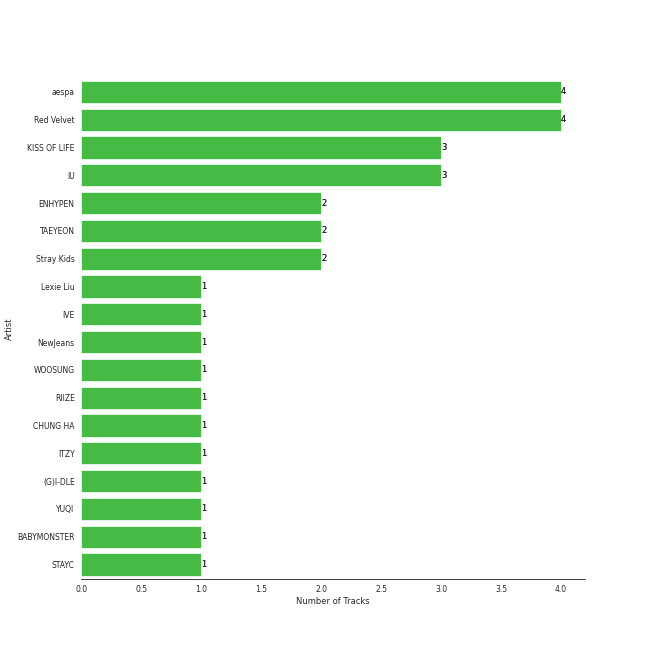 aespa 4
Red Velvet 4
KISS OF LIFE 3
IU 3
ENHYPEN 2
TAEYEON 2
Stray Kids 2
Lexie Liu 1
IVE 1
NewJeans 1
WOOSUNG 1
RIIZE 1
CHUNG HA 1
ITZY 1
(G)I-DLE 1
YUQI 1
BABYMONSTER 1
STAYC 1
Artist
0.0 0.5 1.0 1.5 2.0 2.5 3.0 3.5 4.0
Number of Tracks